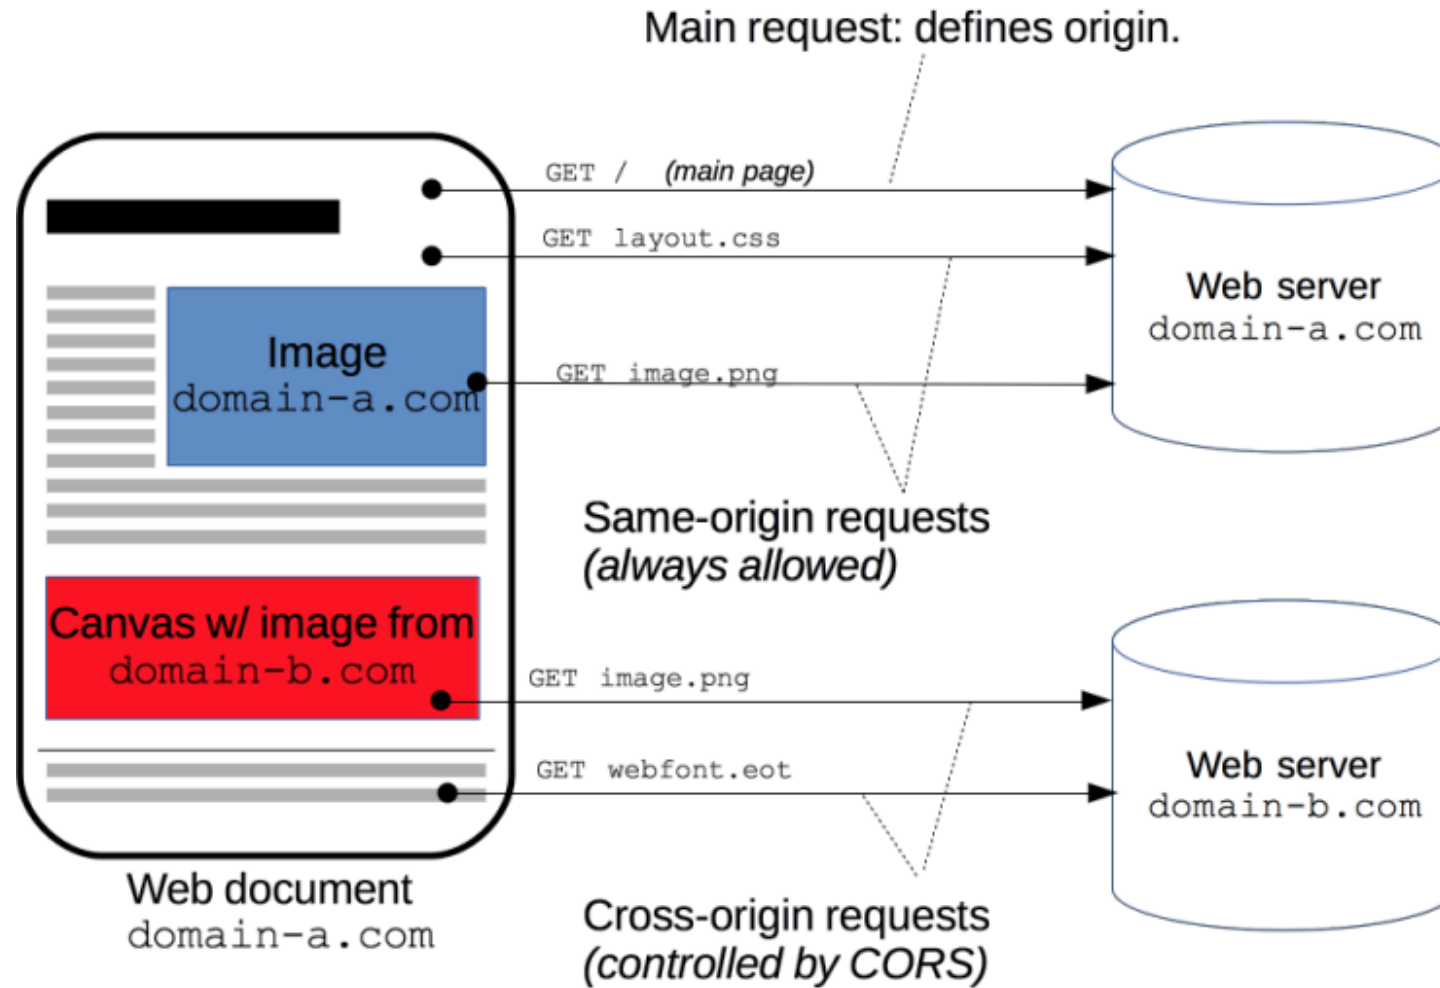 Main request: defines origin.
GET / (main page)
GET layout.css
Web server
domain-a.com
Image
domain-a.com
GET image.png
Same-origin requests
(always allowed)
Canvas w/ image from
domain-b.com
GET image.png
GET webfont.eot
Web server
domain-b.com
Web document
domain-a.com
Cross-origin requests
(controlled by CORS)